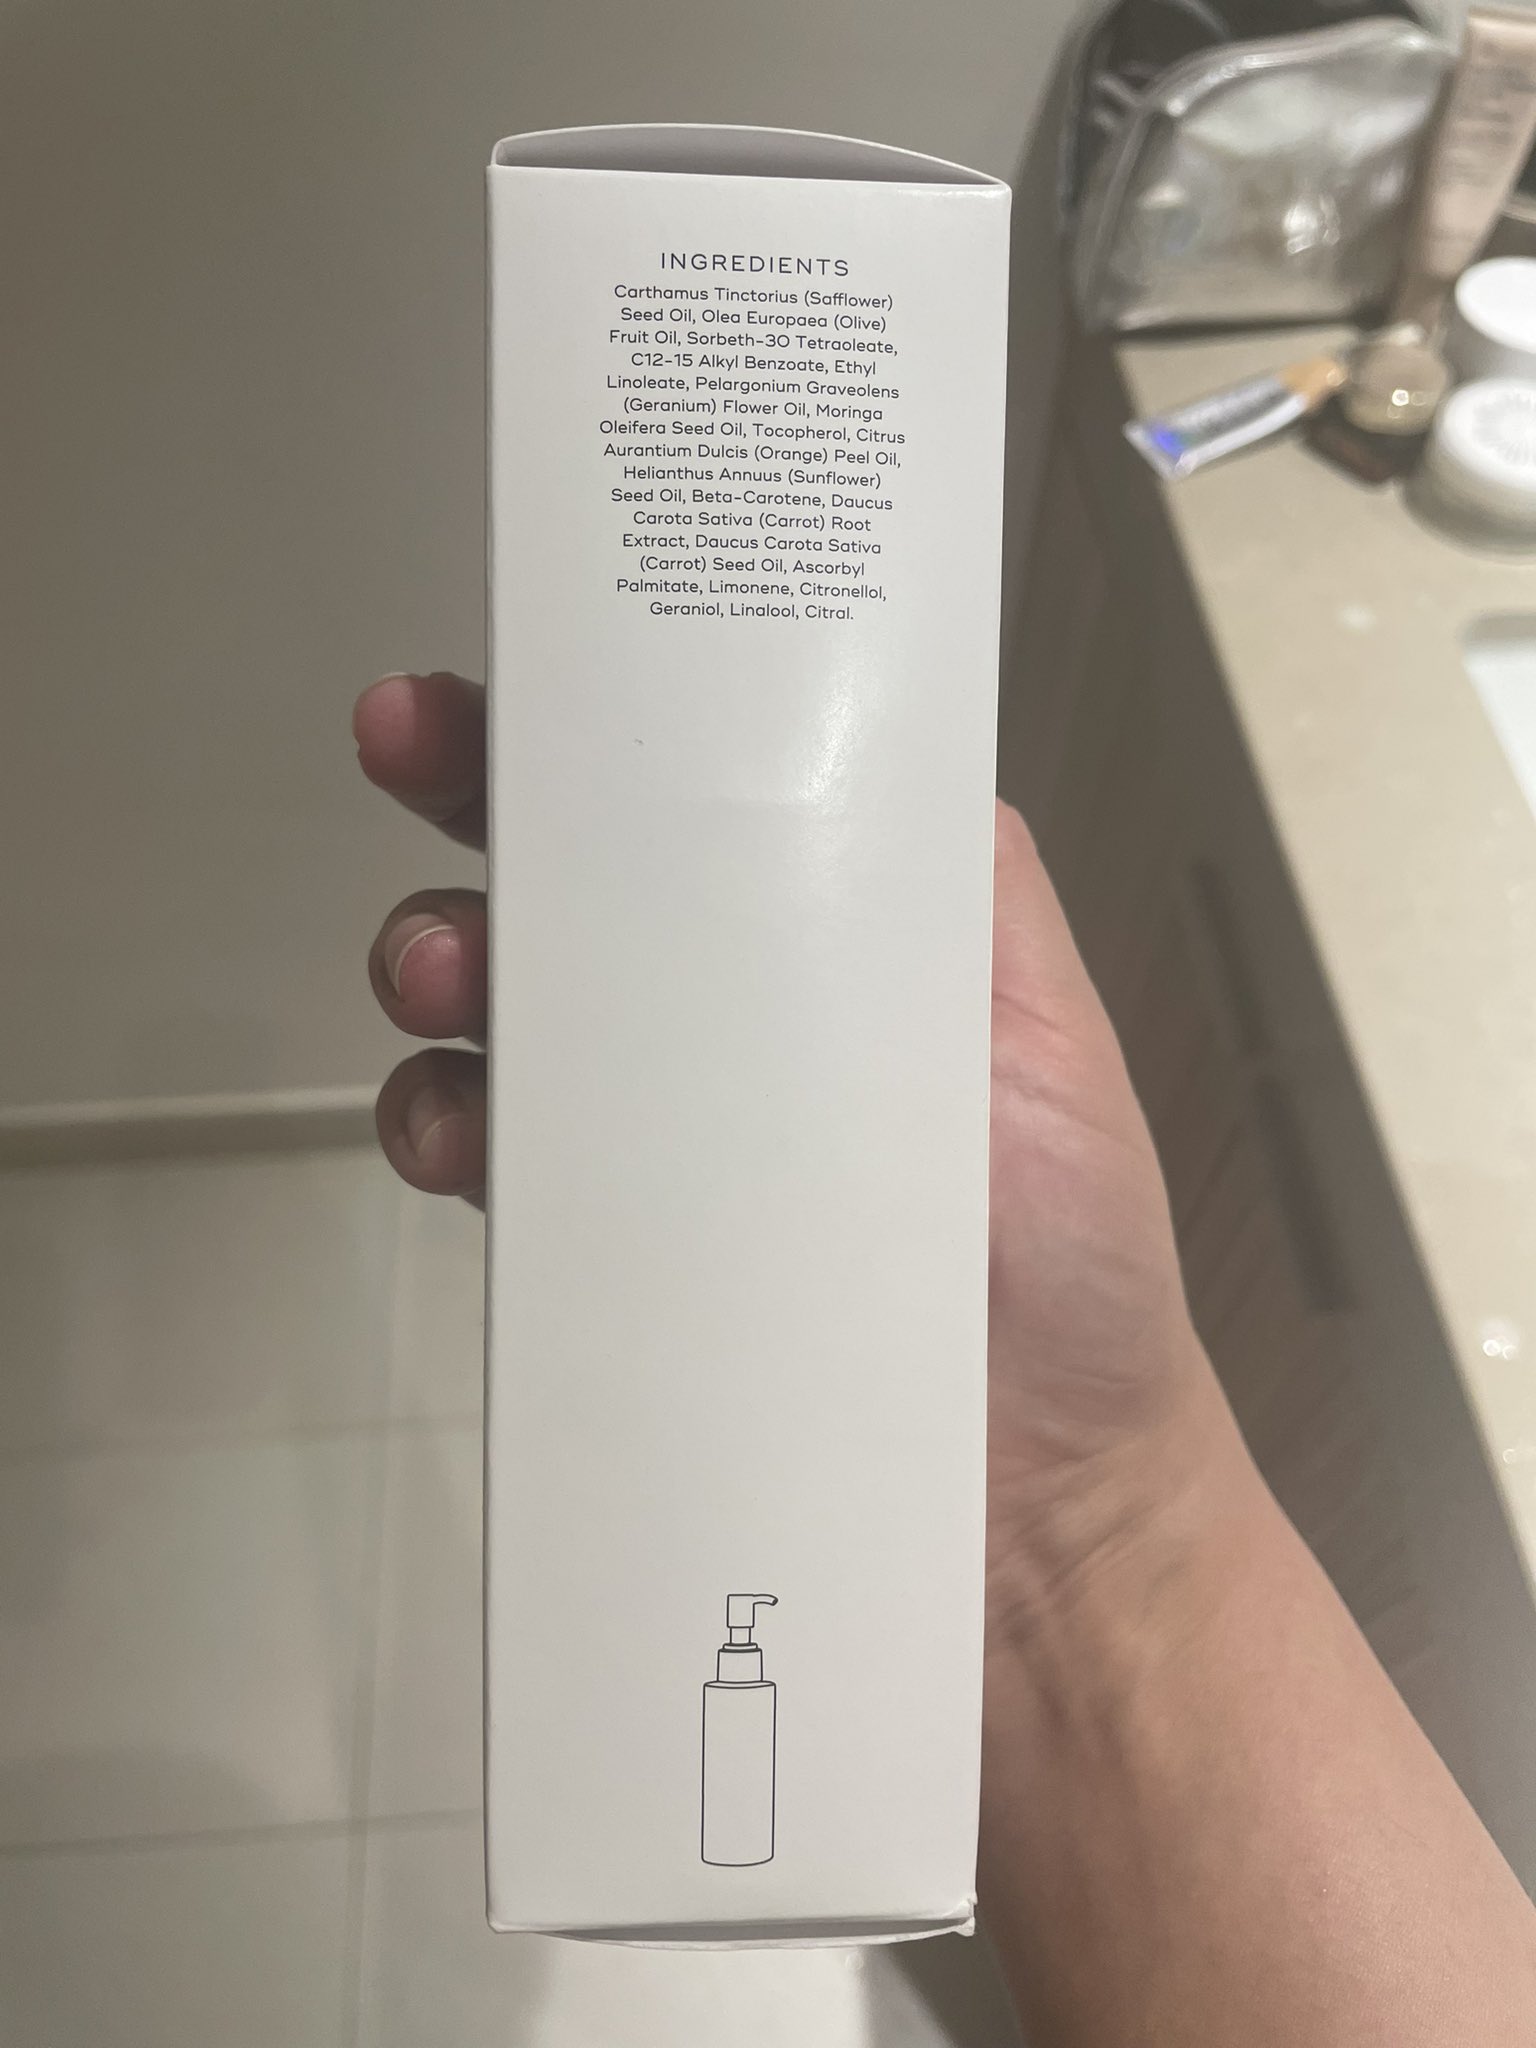 INGREDIENTS
Carthamus Tinctorius (Safflower)
Seed Oil, Olea Europaea (Olive)
Fruit Oil, Sorbeth-30 Tetraoleate,
C12-15 Alkyl Benzoate, Ethyl
Linoleate, Pelargonium Graveolens
(Geranium) Flower Oil, Moringa
Oleifera Seed Oil, Tocopherol, Citrus
Aurantium Dulcis (Orange) Peel Oil,
Helianthus Annuus (Sunflower)
Seed Oil, Beta-Carotene, Daucus
Carota Sativa (Carrot) Root
Extract, Daucus Carota Sativa
(Carrot) Seed Oil, Ascorbyl
Palmitate, Limonene, Citronellol,
Geraniol, Linalool, Citral.